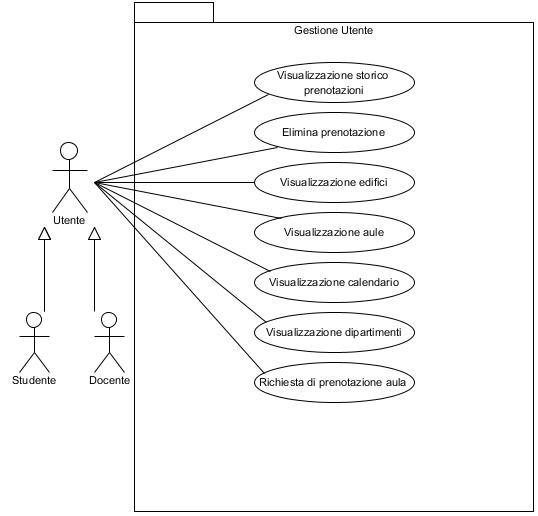 Gestione Utente
Visualizzazione storico
prenotazioni
Elimina prenotazione
Visualizzazione edifici
Utente
Visualizzazione aule
Visualizzazione calendario
Visualizzazione dipartimenti
Studente
Docente
Richiesta di prenotazione aula